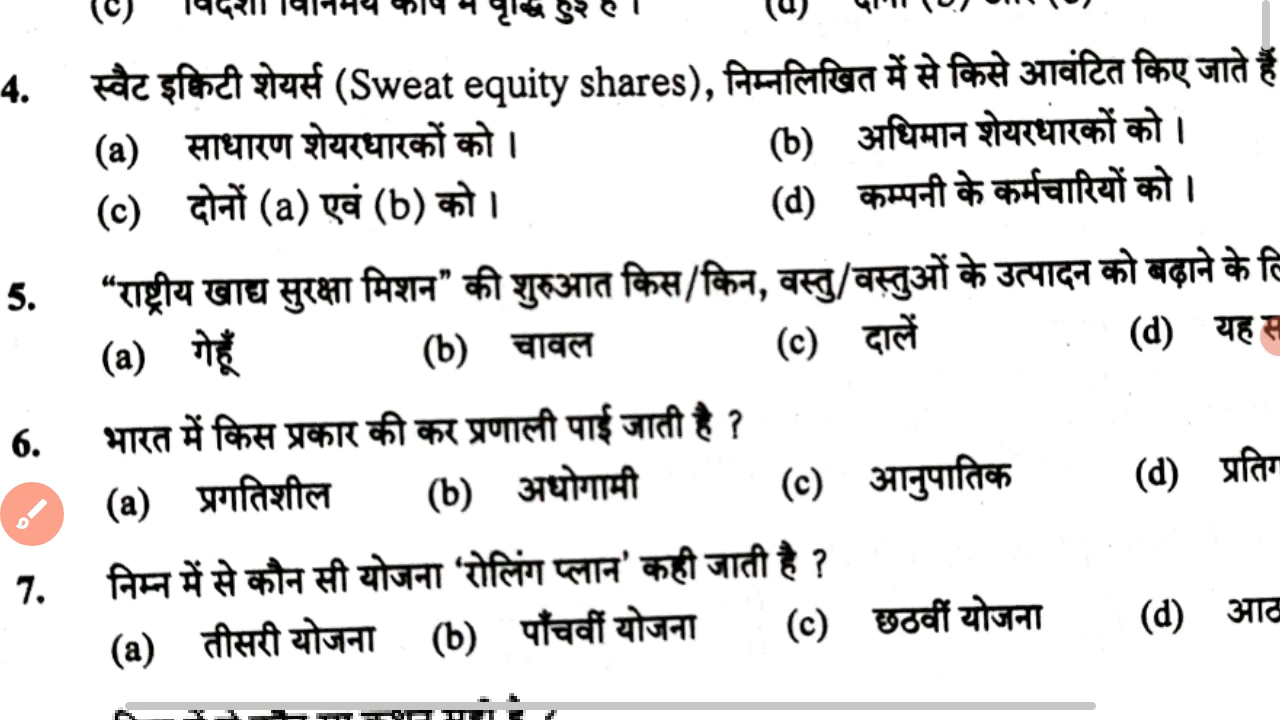 (c) विदेशी विनिमय कोष में वृद्धि हुई है । (d) दोनों (b) और (c)
4. स्वैट इक्विटी शेयर्स (Sweat equity shares), निम्नलिखित में से किसे आवंटित किए जाते हैं
(a) साधारण शेयरधारकों को । (b) अधिमान शेयरधारकों को ।
(c) दोनों (a) एवं (b) को । (d) कम्पनी के कर्मचारियों को ।
5. “राष्ट्रीय खाद्य सुरक्षा मिशन” की शुरुआत किस/किन, वस्तु/वस्तुओं के उत्पादन को बढ़ाने के
(a) गेहूँ (b) चावल (c) दालें (d) यह
6. भारत में किस प्रकार की कर प्रणाली पाई जाती है ?
(a) प्रगतिशील (b) अधोगामी (c) आनुपातिक (d)
7. निम्न में से कौन सी योजना ‘रोलिंग प्लान’ कही जाती है ?
(a) तीसरी योजना (b) पाँचवीं योजना (c) छठवीं योजना (d)